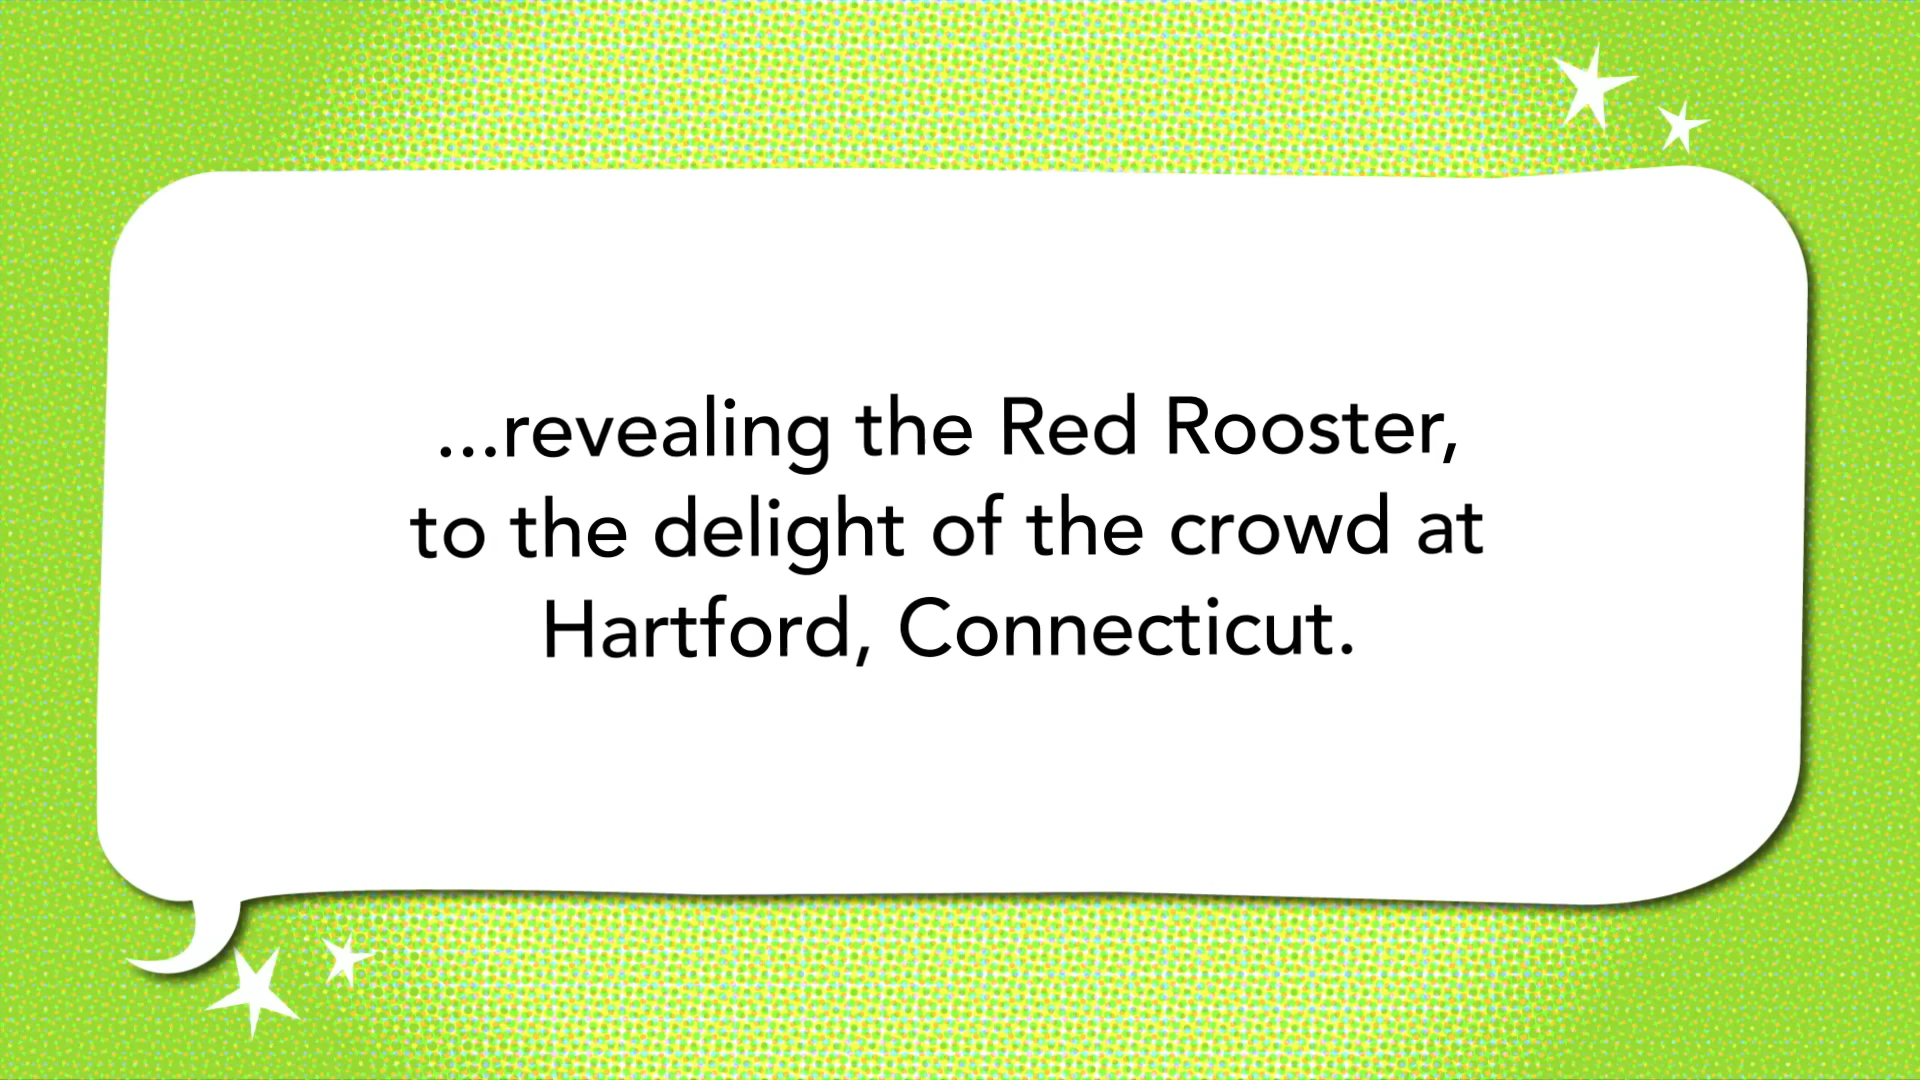 ...revealing the Red Rooster,
to the delight of the crowd at
Hartford, Connecticut.